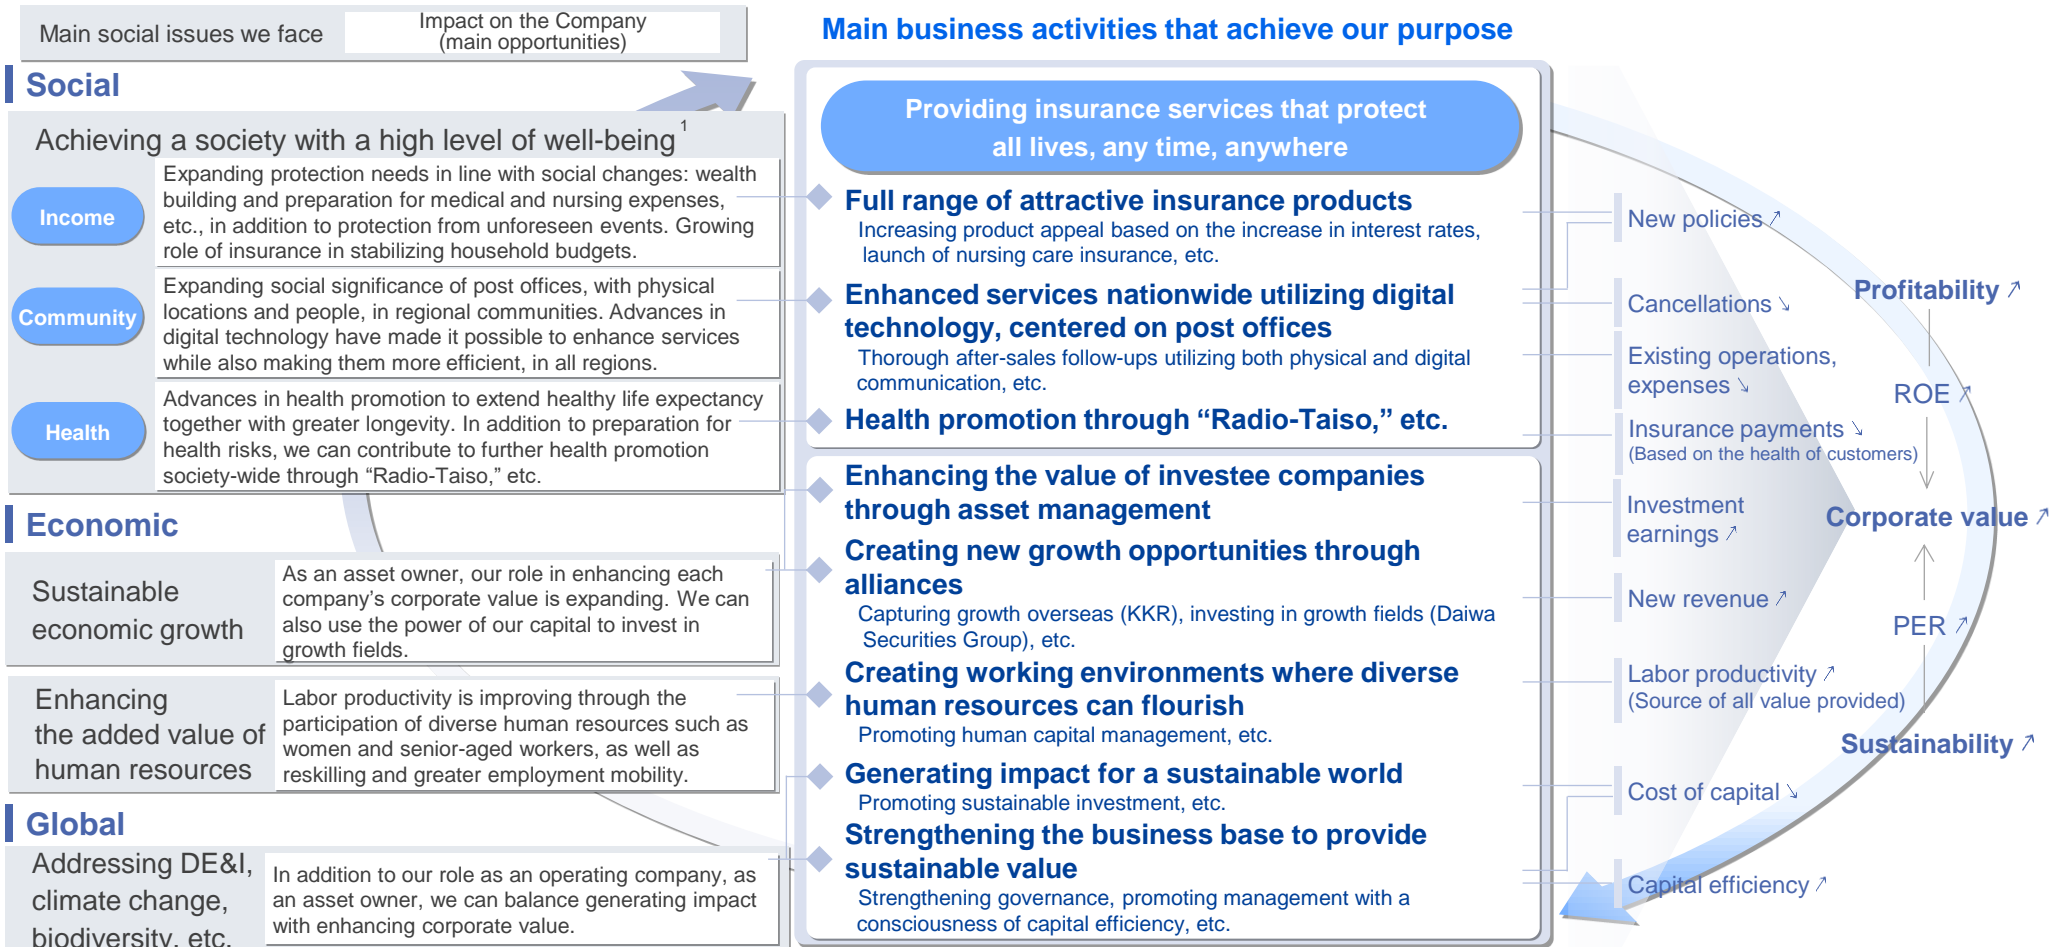 Main social issues we face
Impact on the Company
(main opportunities)
Social
Achieving a society with a high level of well-being 1
Income
Expanding protection needs in line with social changes: wealth
building and preparation for medical and nursing expenses,
etc., in addition to protection from unforeseen events. Growing
role of insurance in stabilizing household budgets.
Community
Expanding social significance of post offices, with physical
locations and people, in regional communities. Advances in
digital technology have made it possible to enhance services
while also making them more efficient, in all regions.
Health
Advances in health promotion to extend healthy life expectancy
together with greater longevity. In addition to preparation for
health risks, we can contribute to further health promotion
society-wide through “Radio-Taiso,” etc.
Economic
Sustainable
economic growth
As an asset owner, our role in enhancing each
company’s corporate value is expanding. We can
also use the power of our capital to invest in
growth fields.
Enhancing
the added value of
human resources
Labor productivity is improving through the
participation of diverse human resources such as
women and senior-aged workers, as well as
reskilling and greater employment mobility.
Global
Addressing DE&I,
climate change,
biodiversity, etc.
In addition to our role as an operating company, as
an asset owner, we can balance generating impact
with enhancing corporate value.
Main business activities that achieve our purpose
Providing insurance services that protect
all lives, any time, anywhere
Full range of attractive insurance products
Increasing product appeal based on the increase in interest rates,
launch of nursing care insurance, etc.
Enhanced services nationwide utilizing digital
technology, centered on post offices
Thorough after-sales follow-ups utilizing both physical and digital
communication, etc.
Health promotion through “Radio-Taiso,” etc.
Enhancing the value of investee companies
through asset management
Creating new growth opportunities through
alliances
Capturing growth overseas (KKR), investing in growth fields (Daiwa
Securities Group), etc.
Creating working environments where diverse
human resources can flourish
Promoting human capital management, etc.
Generating impact for a sustainable world
Promoting sustainable investment, etc.
Strengthening the business base to provide
sustainable value
Strengthening governance, promoting management with a
consciousness of capital efficiency, etc.
New policies ↗
Cancellations ↘
Existing operations,
expenses ↘
Insurance payments ↘
(Based on the health of customers)
Investment
earnings ↗
New revenue ↗
Labor productivity ↗
(Source of all value provided)
Cost of capital ↘
Capital efficiency ↗
Profitability ↗
ROE ↗
Corporate value ↗
PER ↗
Sustainability ↗